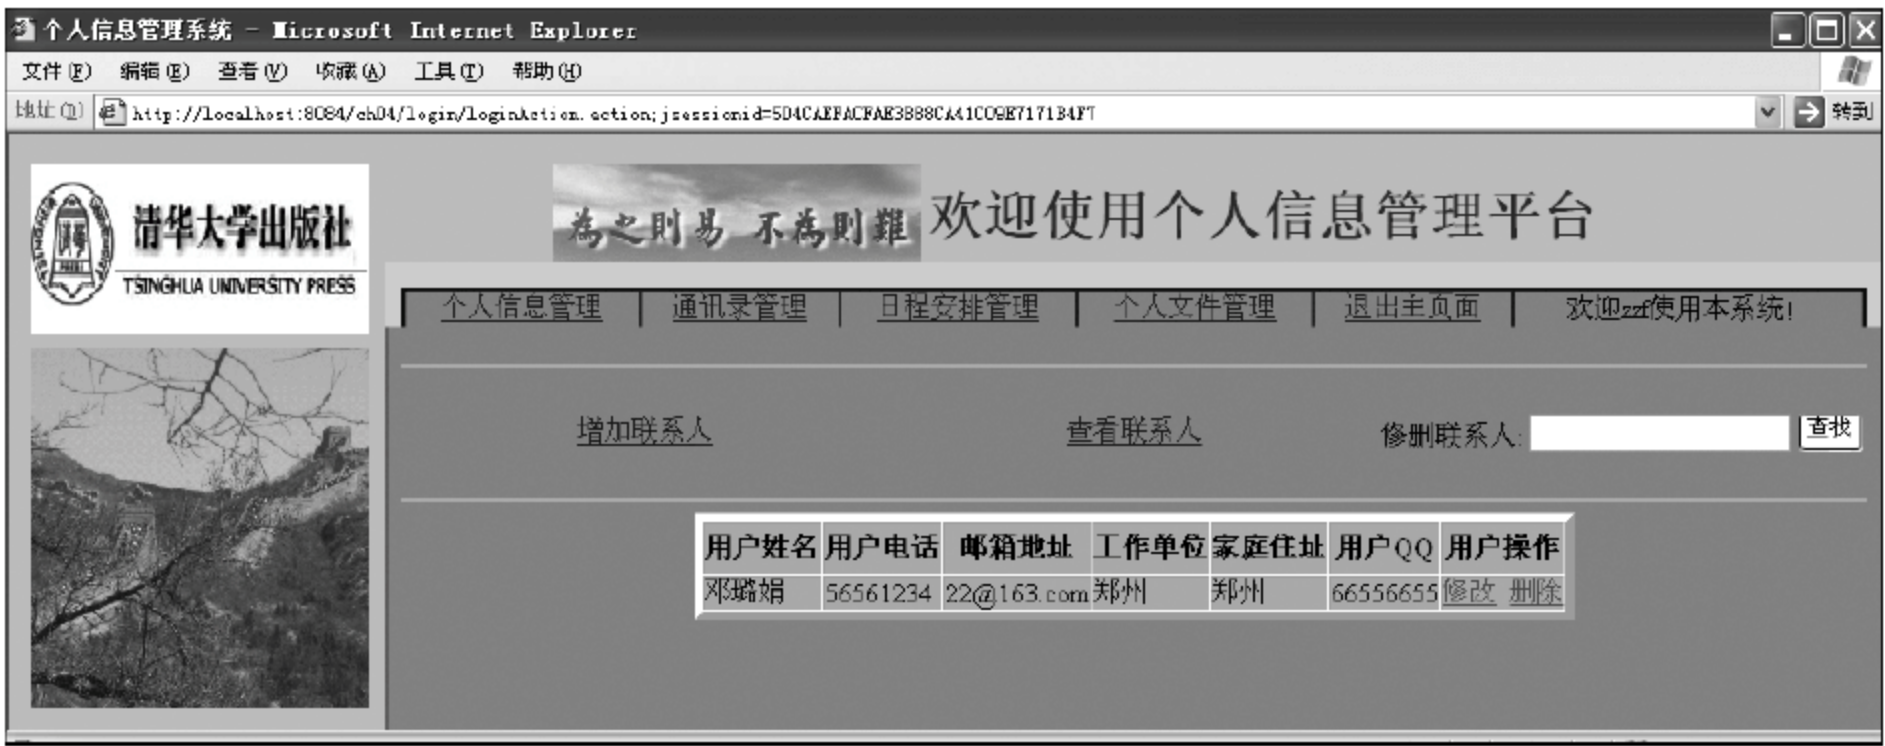 个人信息管理系统 - Microsoft Internet Explorer
文件(F) 编辑(E) 查看(V) 收藏(A) 工具(T) 帮助(H)
地址(D) http://localhost:8084/ch04/login/loginAction.action;jsessionid=5D4CAEFACFAE3B88CA41CO9E7171B4F7 转到
清华大学出版社
TSINGHUA UNIVERSITY PRESS
為之則易 不為則難 欢迎使用个人信息管理平台
个人信息管理 通讯录管理 日程安排管理 个人文件管理 退出主页面 欢迎zzf使用本系统!
增加联系人 查看联系人 修删联系人: 查找
用户姓名 用户电话 邮箱地址 工作单位 家庭住址 用户QQ 用户操作
邓璐娟 56561234 22@163.com 郑州 郑州 66556655 修改 删除